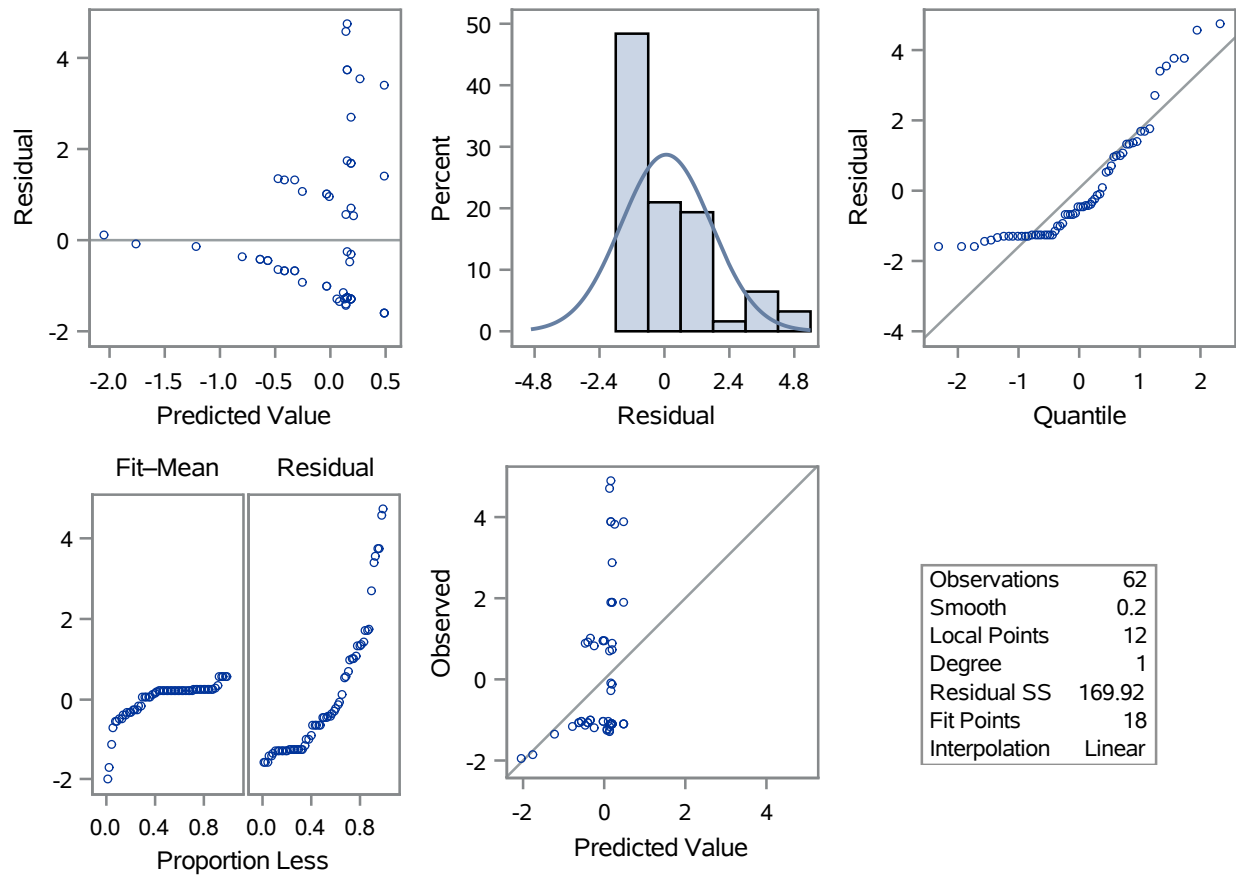 Residual
4
2
0
-2
-2.0 -1.5 -1.0 -0.5 0.0 0.5
Predicted Value
Percent
50
40
30
20
10
0
-4.8 -2.4 0 2.4 4.8
Residual
Residual
4
2
0
-2
-4
-2 -1 0 1 2
Quantile
Fit–Mean Residual
4
2
0
-2
0.0 0.4 0.8 0.0 0.4 0.8
Proportion Less
Observed
4
2
0
-2
-2 0 2 4
Predicted Value
Observations 62
Smooth 0.2
Local Points 12
Degree 1
Residual SS 169.92
Fit Points 18
Interpolation Linear